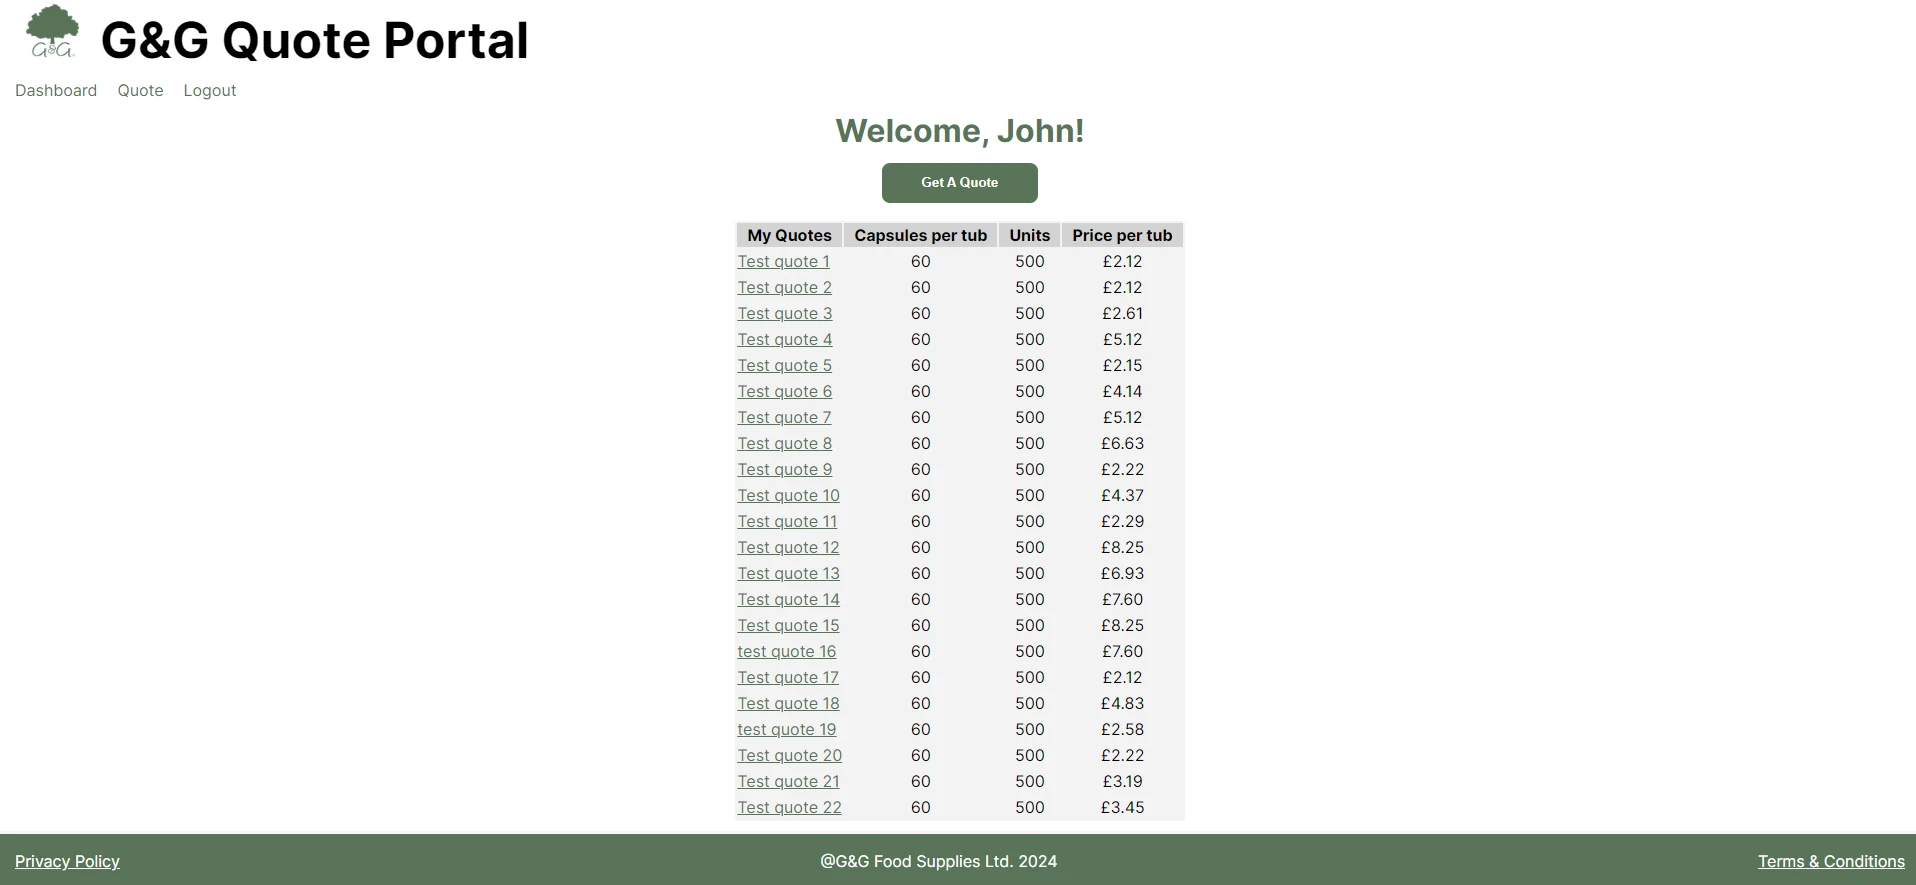 G&G
G&G Quote Portal
Dashboard Quote Logout
Welcome, John!
Get A Quote
My Quotes Capsules per tub Units Price per tub
Test quote 1 60 500 £2.12
Test quote 2 60 500 £2.12
Test quote 3 60 500 £2.61
Test quote 4 60 500 £5.12
Test quote 5 60 500 £2.15
Test quote 6 60 500 £4.14
Test quote 7 60 500 £5.12
Test quote 8 60 500 £6.63
Test quote 9 60 500 £2.22
Test quote 10 60 500 £4.37
Test quote 11 60 500 £2.29
Test quote 12 60 500 £8.25
Test quote 13 60 500 £6.93
Test quote 14 60 500 £7.60
Test quote 15 60 500 £8.25
test quote 16 60 500 £7.60
Test quote 17 60 500 £2.12
Test quote 18 60 500 £4.83
test quote 19 60 500 £2.58
Test quote 20 60 500 £2.22
Test quote 21 60 500 £3.19
Test quote 22 60 500 £3.45
Privacy Policy @G&G Food Supplies Ltd. 2024 Terms & Conditions